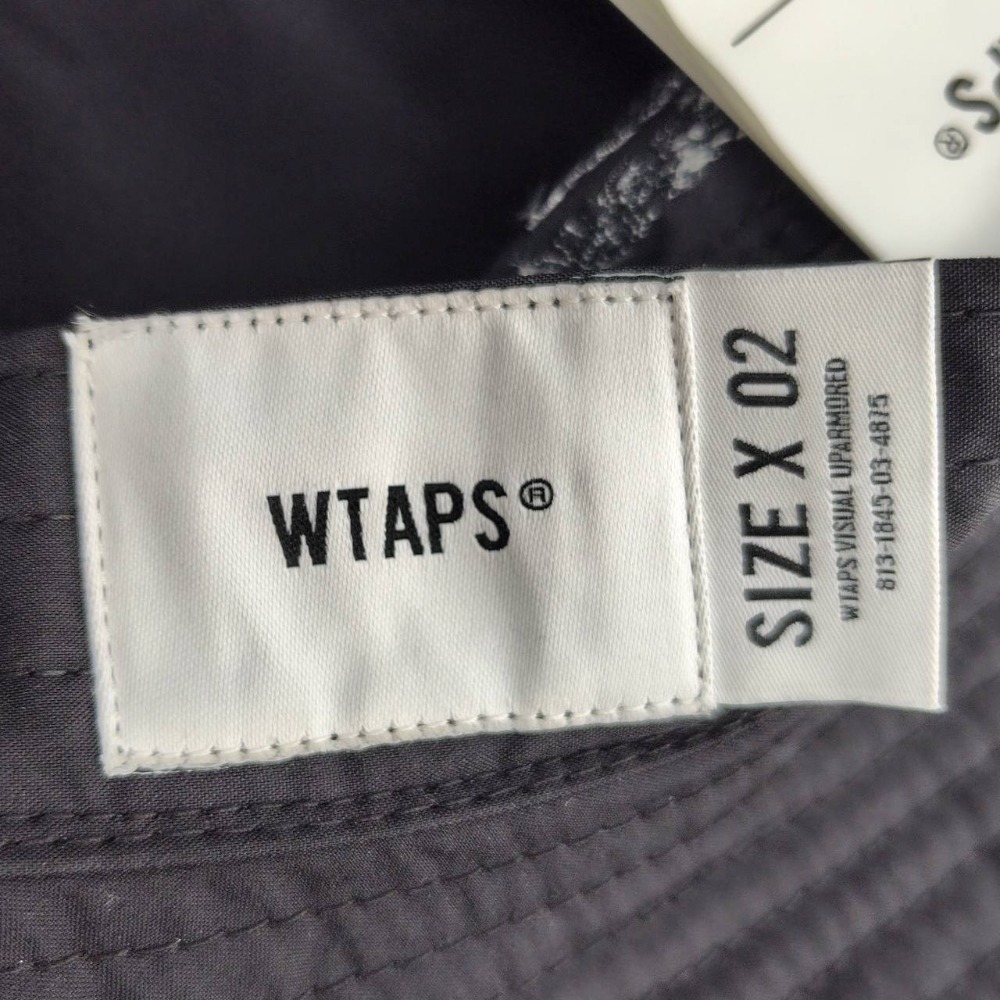 WTAPS®
SIZE X 02
WTAPS VISUAL UPARMORED
813-1845-03-4875